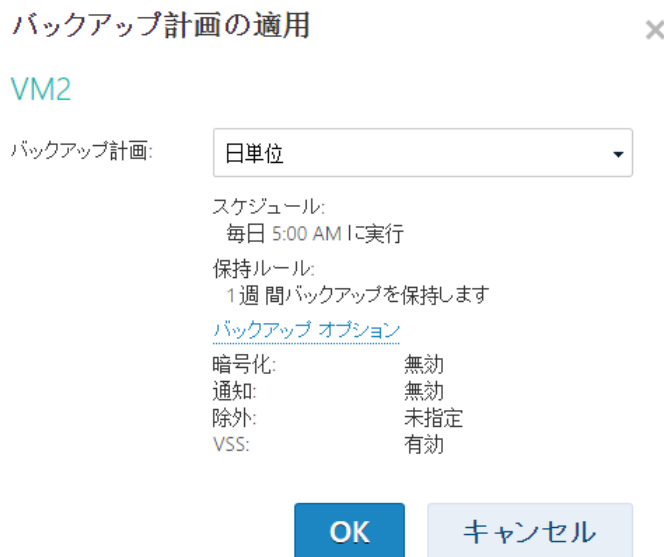 バックアップ計画の適用
VM2
バックアップ計画: 日単位
スケジュール:
毎日 5:00 AM に実行
保持ルール:
1週 間バックアップを保持します
バックアップ オプション
暗号化: 無効
通知: 無効
除外: 未指定
VSS: 有効
OK キャンセル